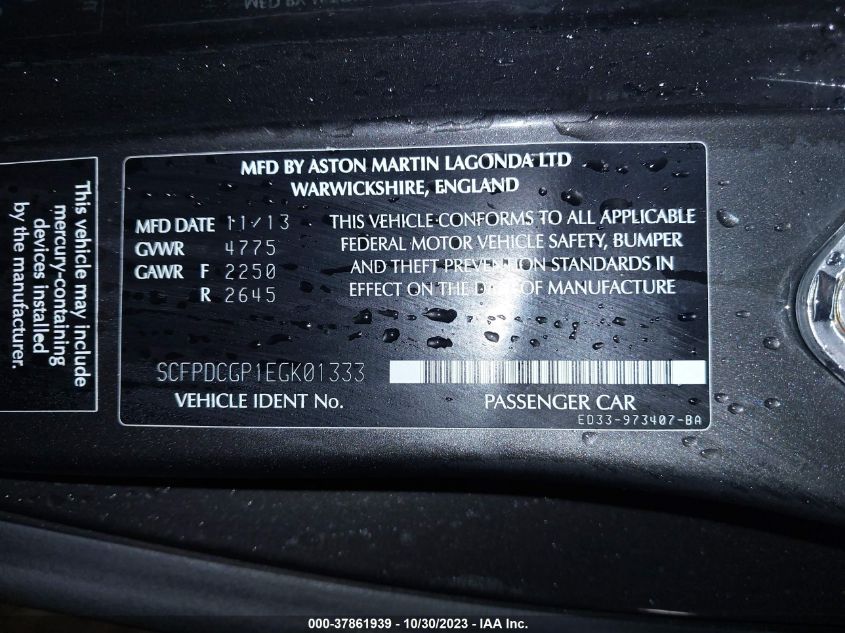 MFD BY ASTON MARTIN LAGONDA LTD
WARWICKSHIRE, ENGLAND
MFD DATE 11/13
GVWR 4775
GAWR F 2250
R 2645
THIS VEHICLE CONFORMS TO ALL APPLICABLE
FEDERAL MOTOR VEHICLE SAFETY, BUMPER
AND THEFT PREVENTION STANDARDS IN
EFFECT ON THE DATE OF MANUFACTURE
SCFPDCGP1EGK01333
VEHICLE IDENT No.
PASSENGER CAR
ED33-973407-BA
This vehicle may include
mercury-containing
devices installed
by the manufacturer.
000-37861939 - 10/30/2023 - © IAA Inc.